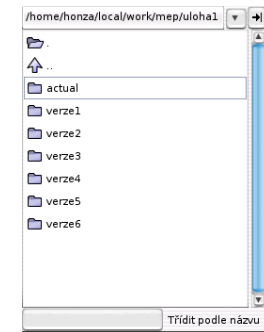 /home/honza/local/work/mep/uloha1
.
..
actual
verze1
verze2
verze3
verze4
verze5
verze6
Třídit podle názvu